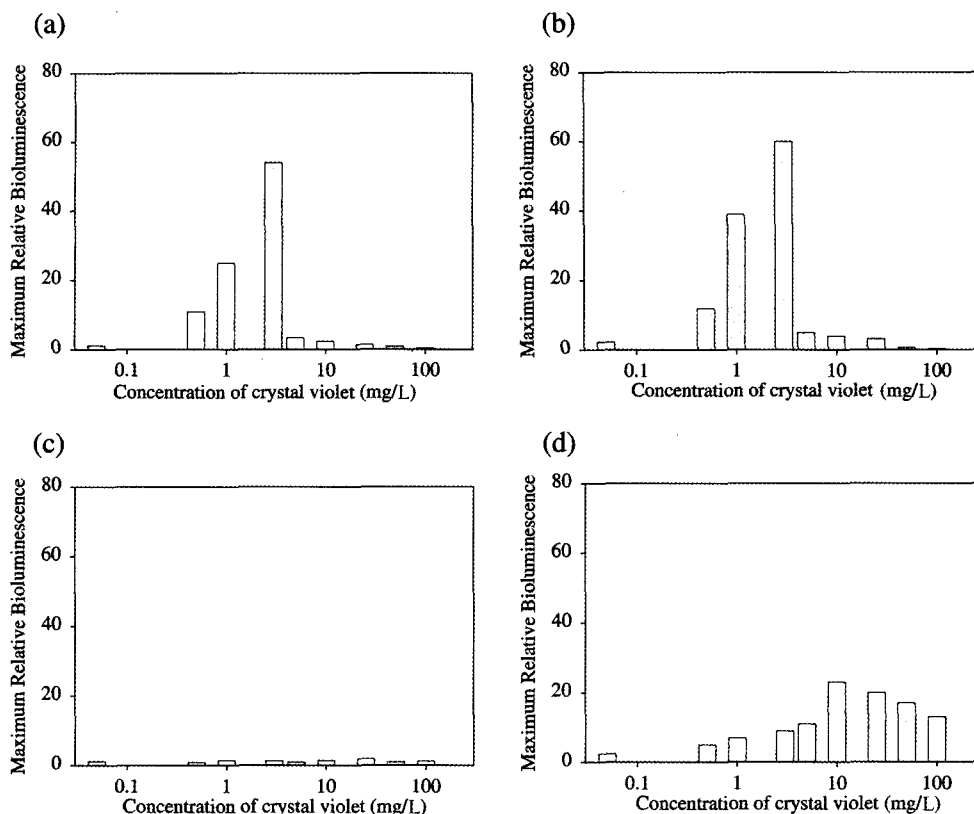 (a)
Maximum Relative Bioluminescence
80
60
40
20
0
0.1 1 10 100
Concentration of crystal violet (mg/L)
(b)
Maximum Relative Bioluminescence
80
60
40
20
0
0.1 1 10 100
Concentration of crystal violet (mg/L)
(c)
Maximum Relative Bioluminescence
80
60
40
20
0
0.1 1 10 100
Concentration of crystal violet (mg/L)
(d)
Maximum Relative Bioluminescence
80
60
40
20
0
0.1 1 10 100
Concentration of crystal violet (mg/L)